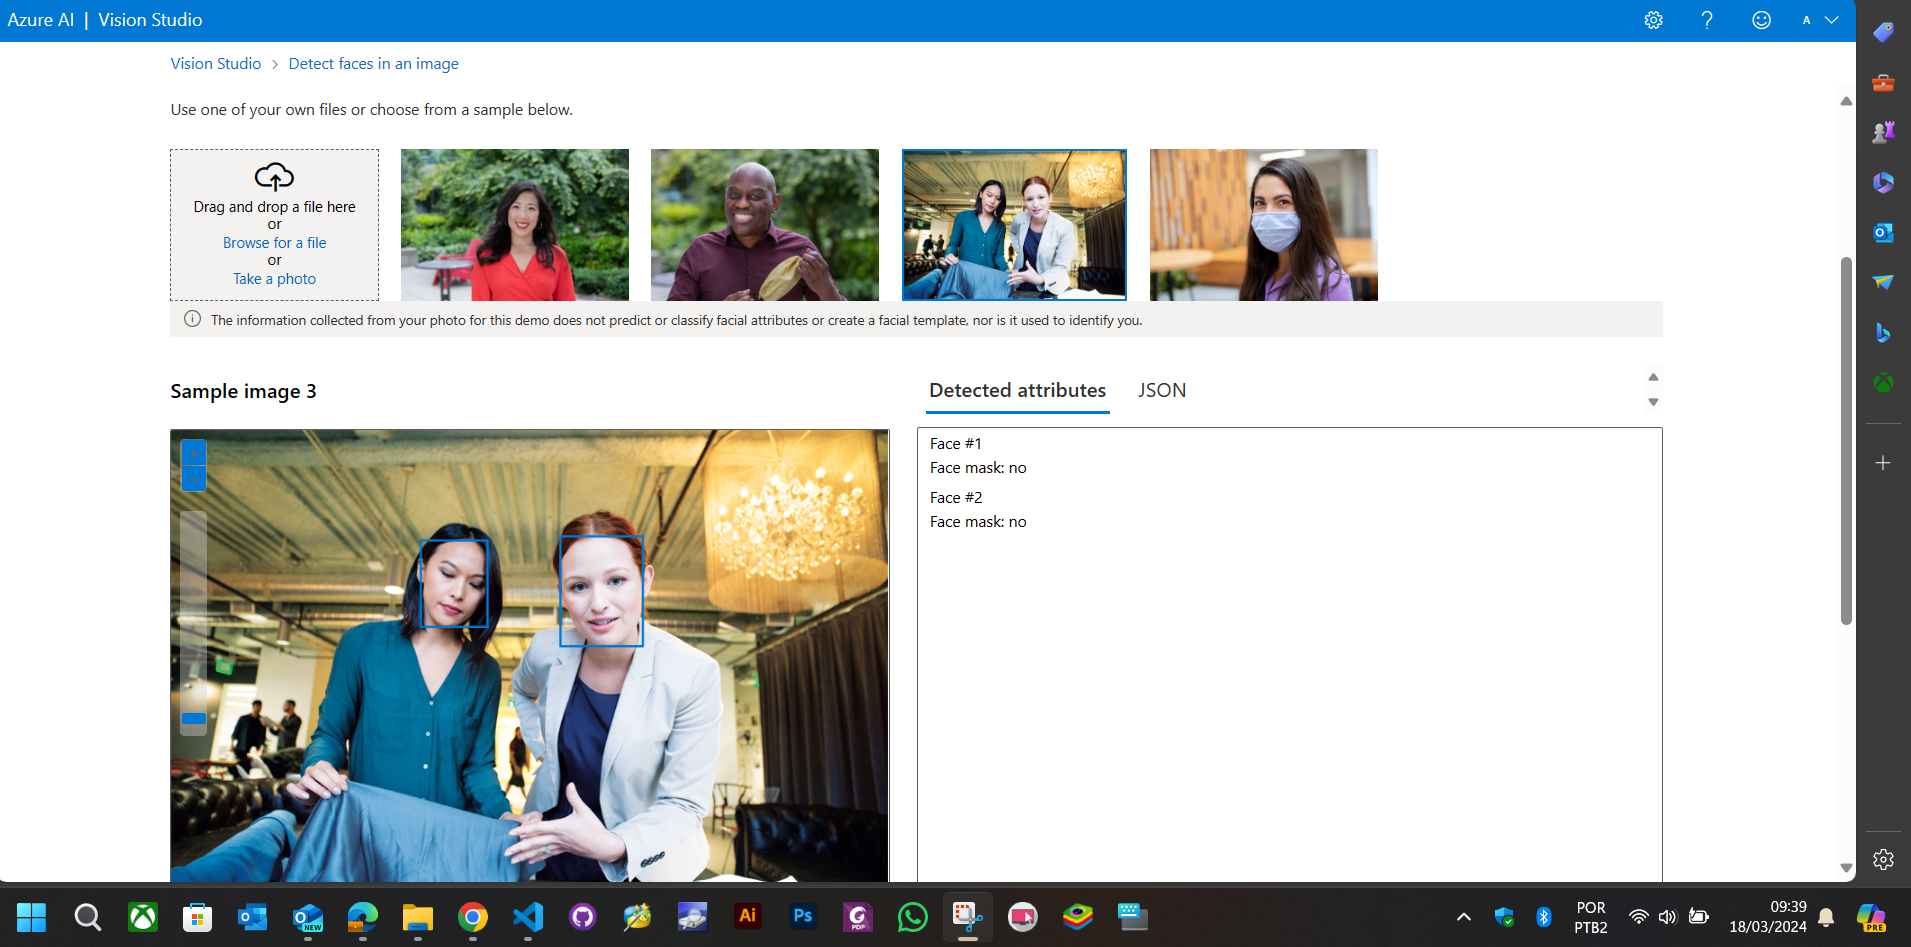 Azure AI | Vision Studio
A
Vision Studio > Detect faces in an image
Use one of your own files or choose from a sample below.
Drag and drop a file here
or
Browse for a file
or
Take a photo
The information collected from your photo for this demo does not predict or classify facial attributes or create a facial template, nor is it used to identify you.
Sample image 3
Detected attributes
JSON
Face #1
Face mask: no
Face #2
Face mask: no
NEW
Ai
Ps
PDF
POR
PTB2
09:39
18/03/2024
PRE